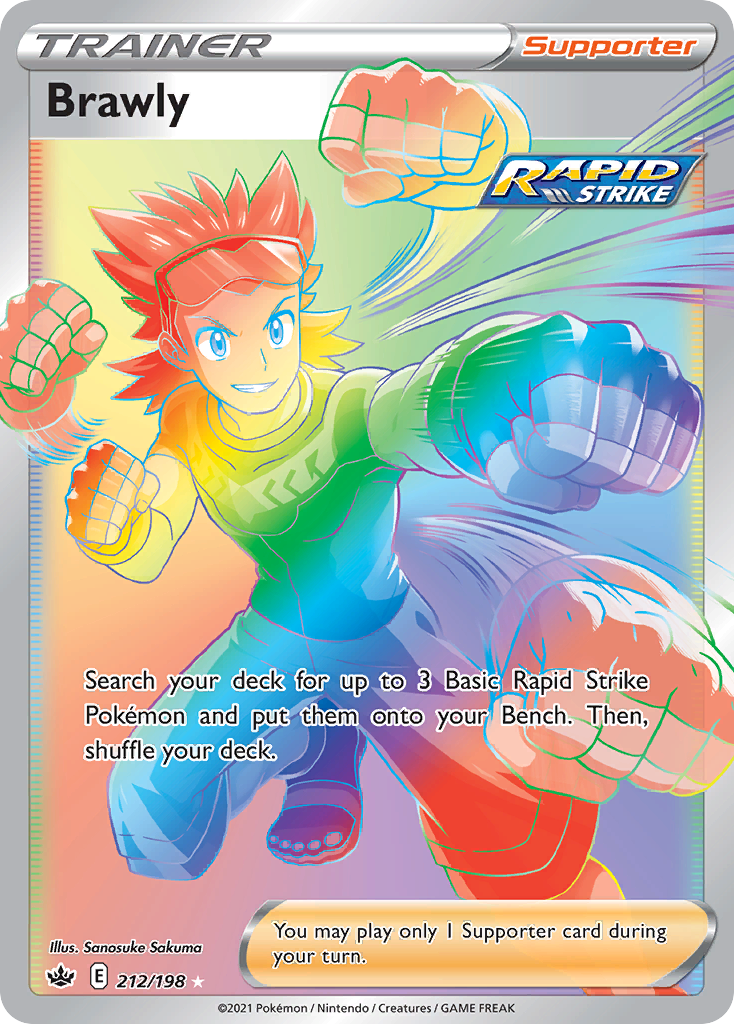 TRAINER
Supporter
Brawly
RAPID
STRIKE
Search your deck for up to 3 Basic Rapid Strike
Pokémon and put them onto your Bench. Then,
shuffle your deck.
Illus. Sanosuke Sakuma
You may play only 1 Supporter card during
your turn.
E 212/198
©2021 Pokémon / Nintendo / Creatures / GAME FREAK